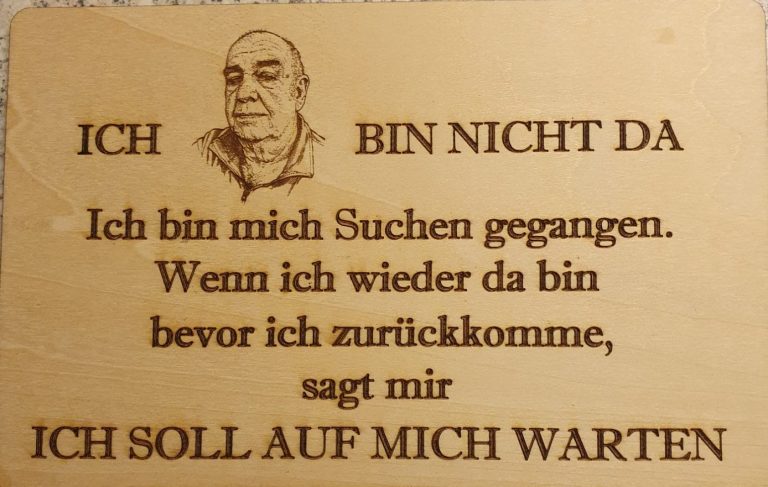 ICH BIN NICHT DA
Ich bin mich Suchen gegangen.
Wenn ich wieder da bin
bevor ich zurückkomme,
sagt mir
ICH SOLL AUF MICH WARTEN